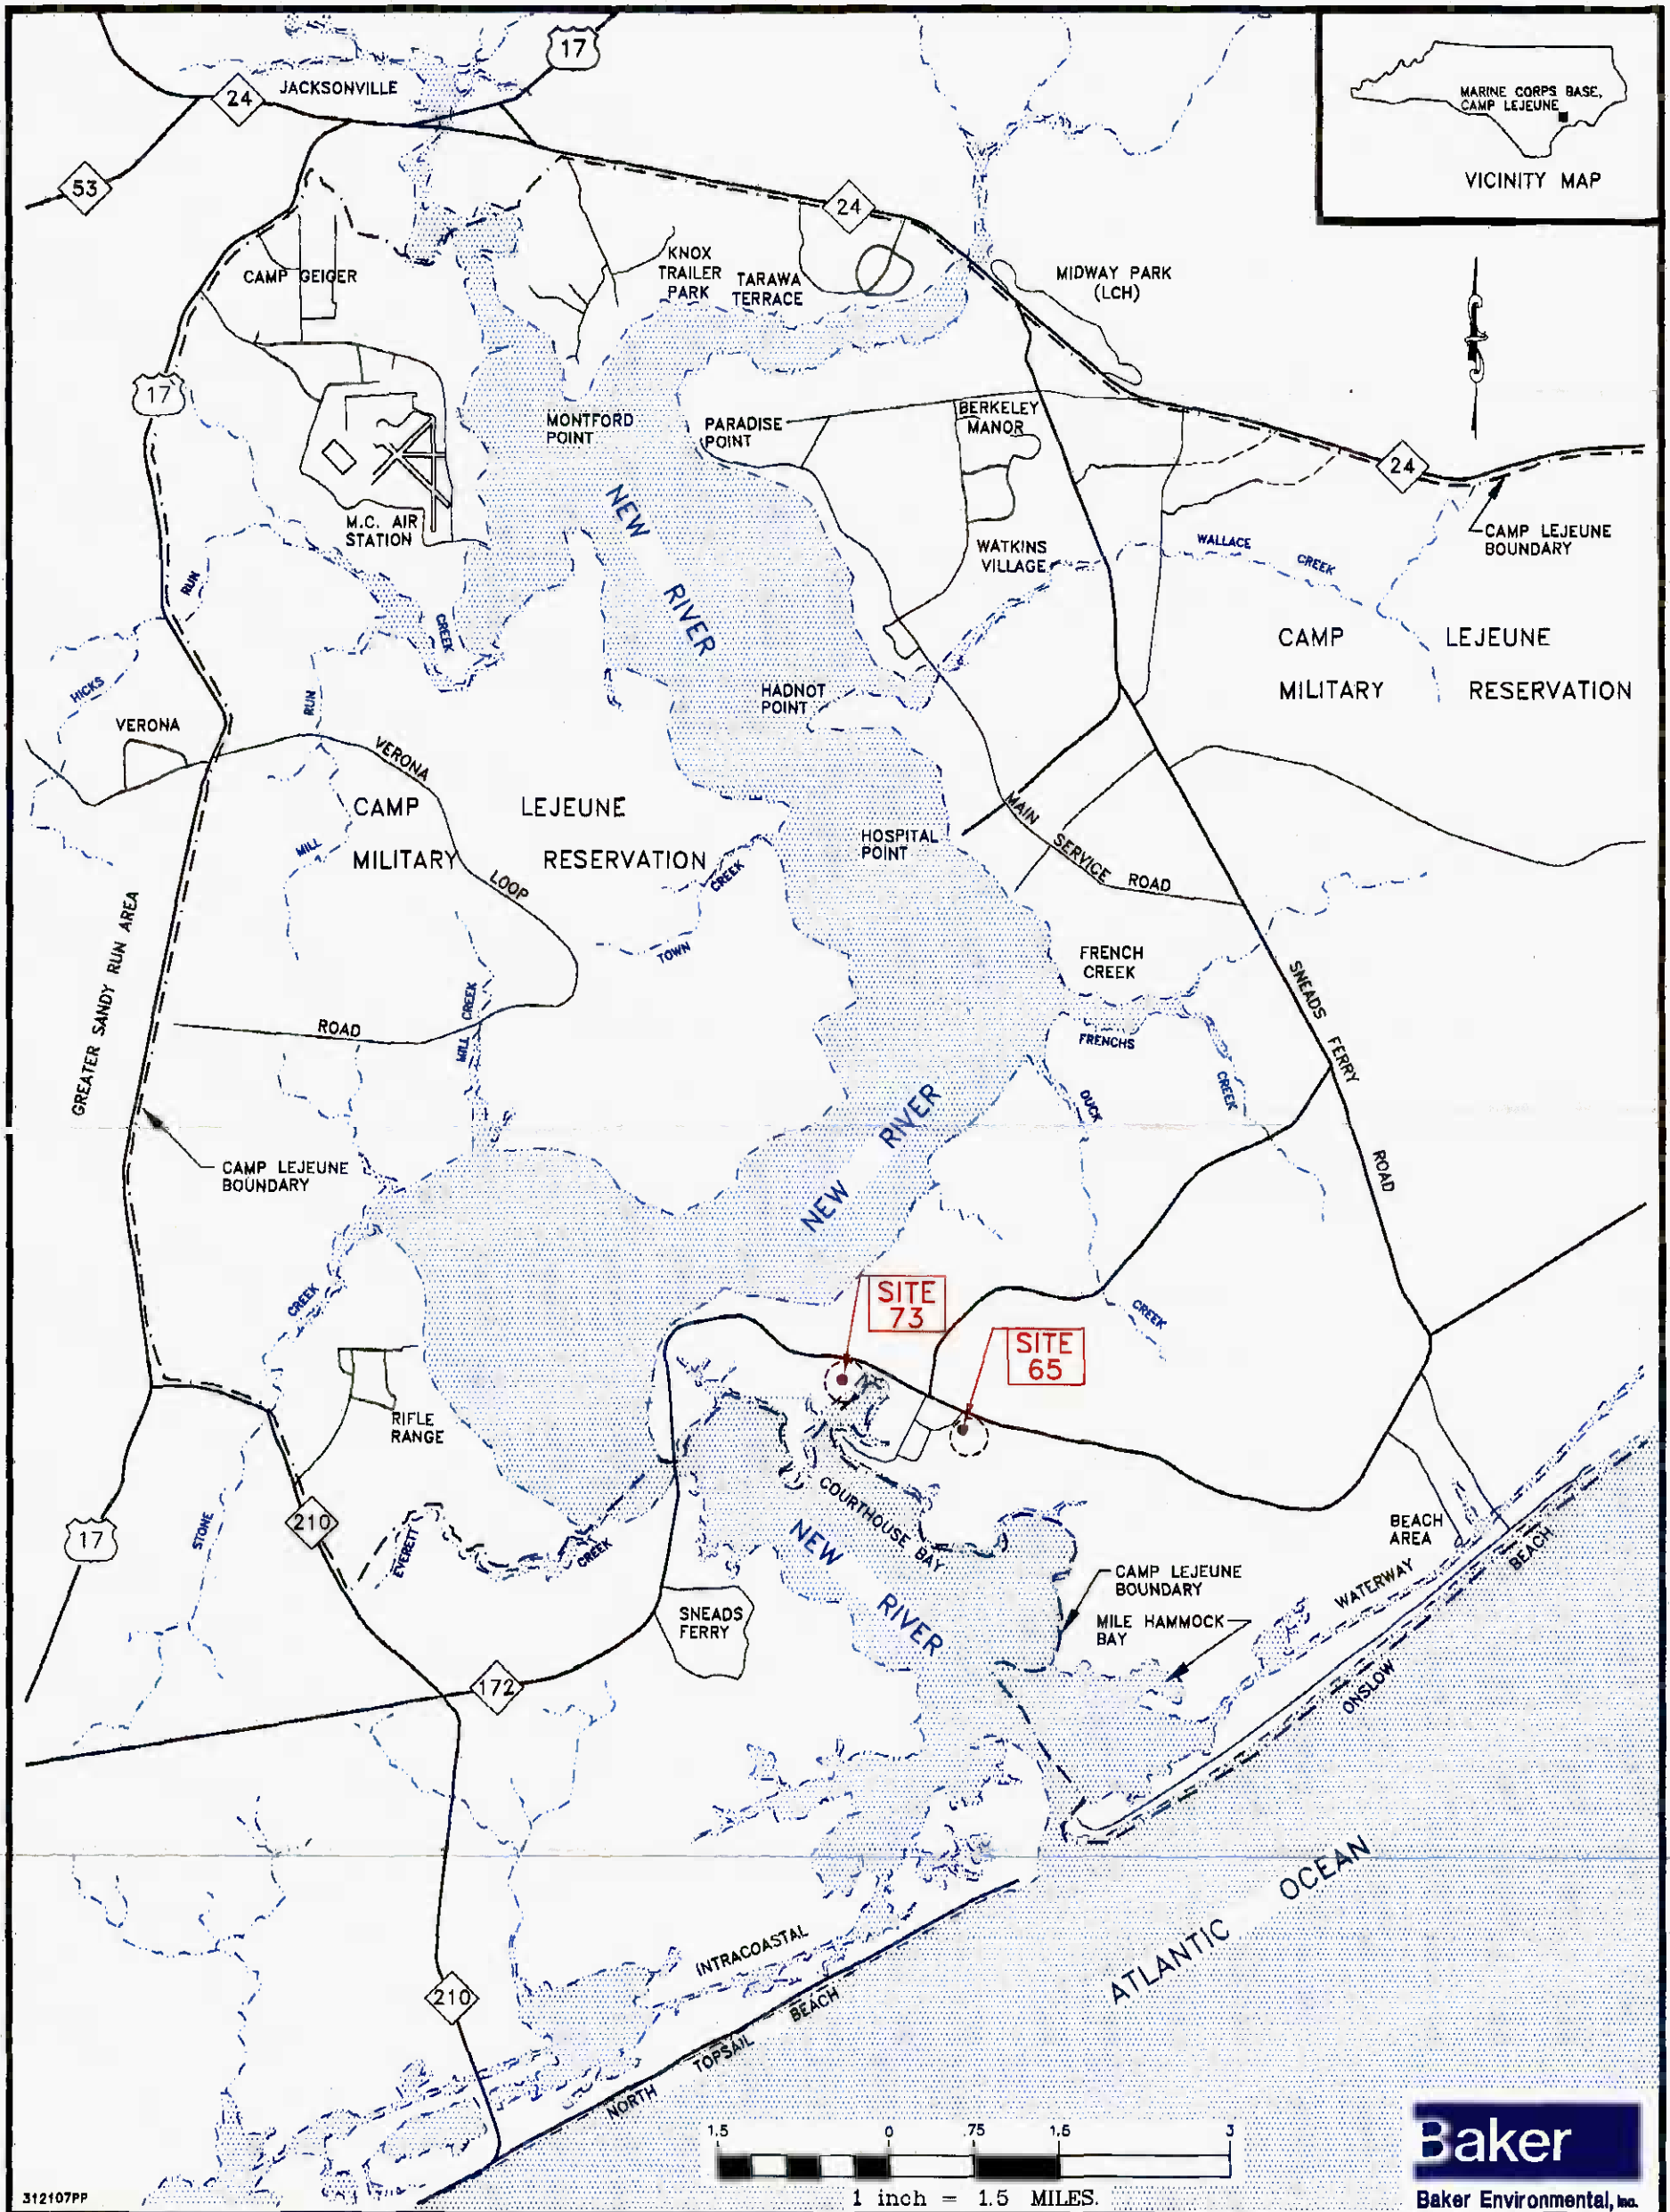 17
JACKSONVILLE
24
53
MARINE CORPS BASE,
CAMP LEJEUNE
VICINITY MAP
24
KNOX
TRAILER
PARK
TARAWA
TERRACE
MIDWAY PARK
(LCH)
CAMP GEIGER
17
MONTFORD
POINT
PARADISE
POINT
BERKELEY
MANOR
24
M.C. AIR
STATION
NEW
RIVER
WATKINS
VILLAGE
WALLACE
CREEK
CAMP LEJEUNE
BOUNDARY
RUN
CREEK
HICKS
RUN
CAMP LEJEUNE
MILITARY RESERVATION
HADNOT
POINT
VERONA
VERONA
CAMP LEJEUNE
MILITARY RESERVATION
MILL
LOOP
CREEK
TOWN
HOSPITAL
POINT
MAIN
SERVICE
ROAD
GREATER SANDY RUN AREA
FRENCH
CREEK
MILL CREEK
ROAD
FRENCHS
CREEK
SNEADS
FERRY
ROAD
DUCK
CREEK
NEW
RIVER
CAMP LEJEUNE
BOUNDARY
CREEK
SITE
73
SITE
65
RIFLE
RANGE
17
STONE
210
EVERETT
CREEK
COURTHOUSE BAY
NEW
RIVER
BEACH
AREA
CAMP LEJEUNE
BOUNDARY
MILE HAMMOCK
BAY
WATERWAY
BEACH
ONSLOW
SNEADS
FERRY
172
210
INTRACOASTAL
NORTH
TOPSAIL
BEACH
ATLANTIC
OCEAN
1.5 0 .75 1.5 3
1 inch = 1.5 MILES.
312107PP
Baker
Baker Environmental, Inc.